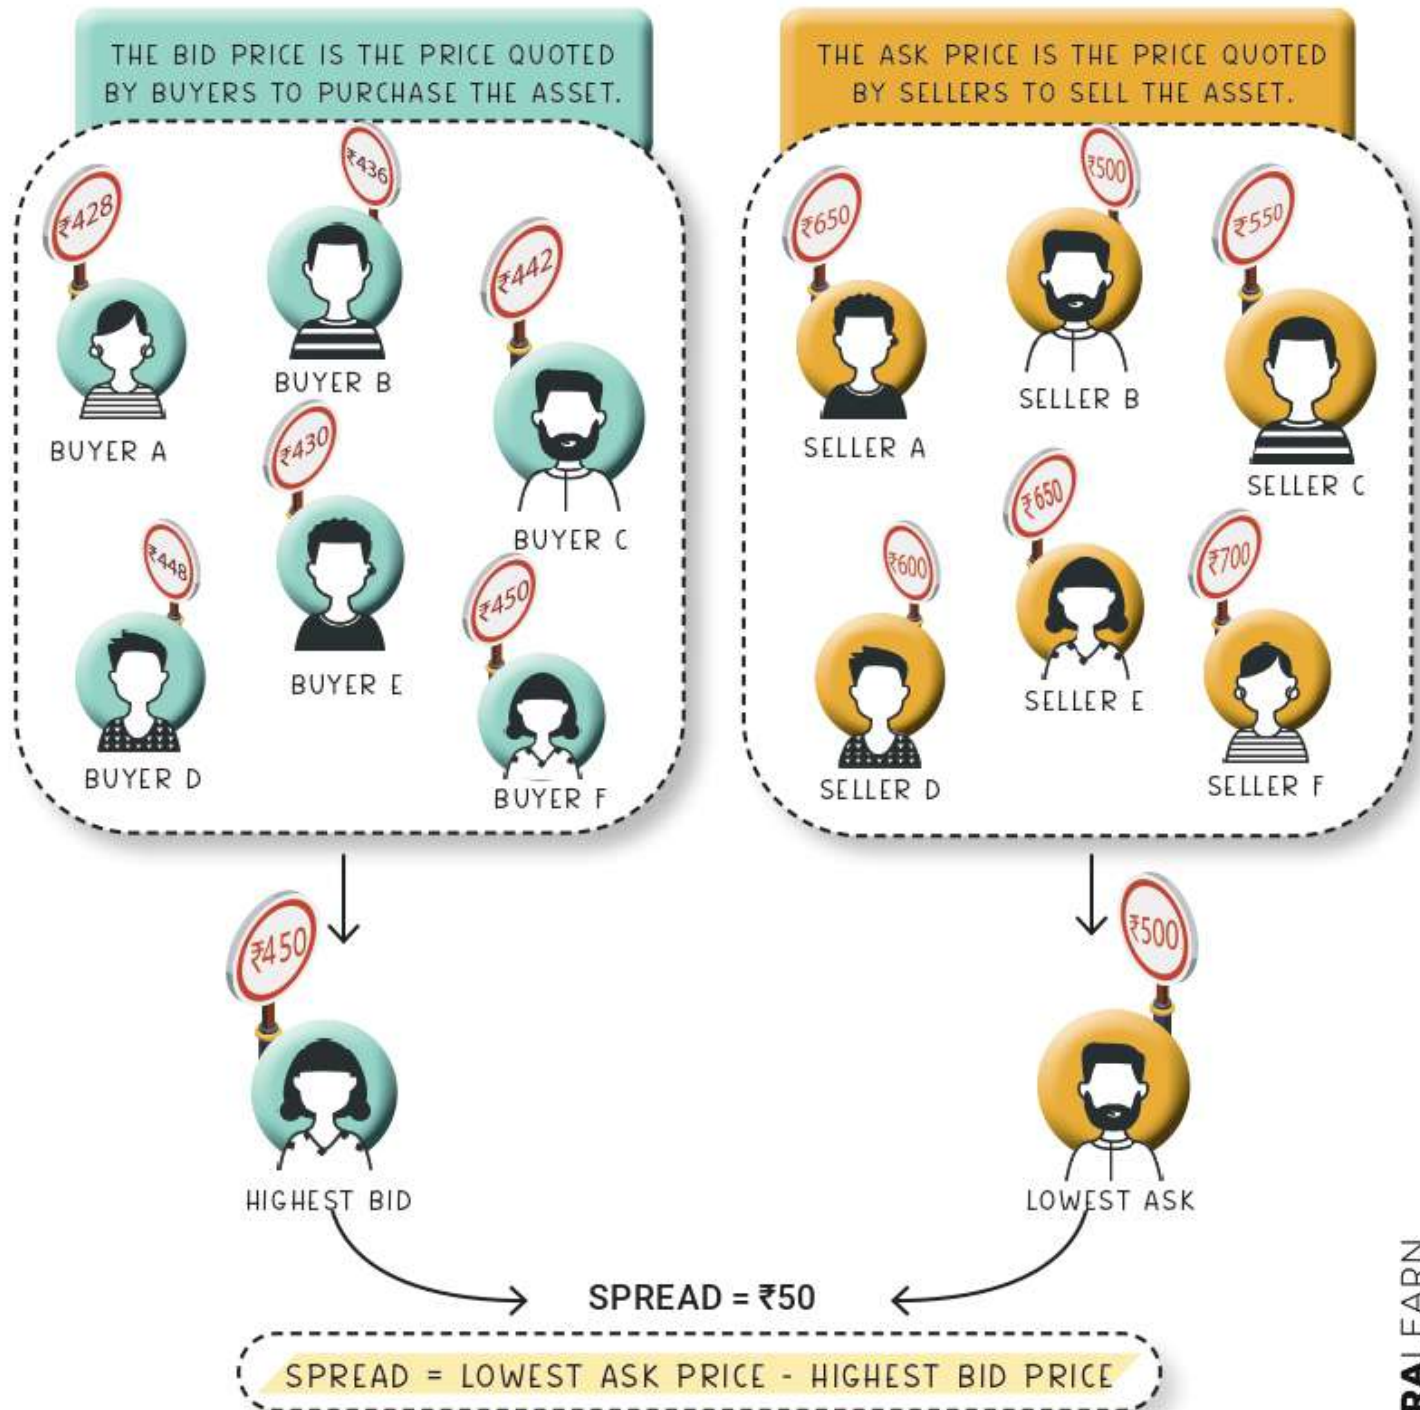 THE BID PRICE IS THE PRICE QUOTED
BY BUYERS TO PURCHASE THE ASSET.
₹428
₹436
₹442
BUYER A
BUYER B
BUYER C
₹448
₹430
₹450
BUYER D
BUYER E
BUYER F
THE ASK PRICE IS THE PRICE QUOTED
BY SELLERS TO SELL THE ASSET.
₹650
₹500
₹550
SELLER A
SELLER B
SELLER C
₹600
₹650
₹700
SELLER D
SELLER E
SELLER F
₹450
HIGHEST BID
₹500
LOWEST ASK
SPREAD = ₹50
SPREAD = LOWEST ASK PRICE - HIGHEST BID PRICE